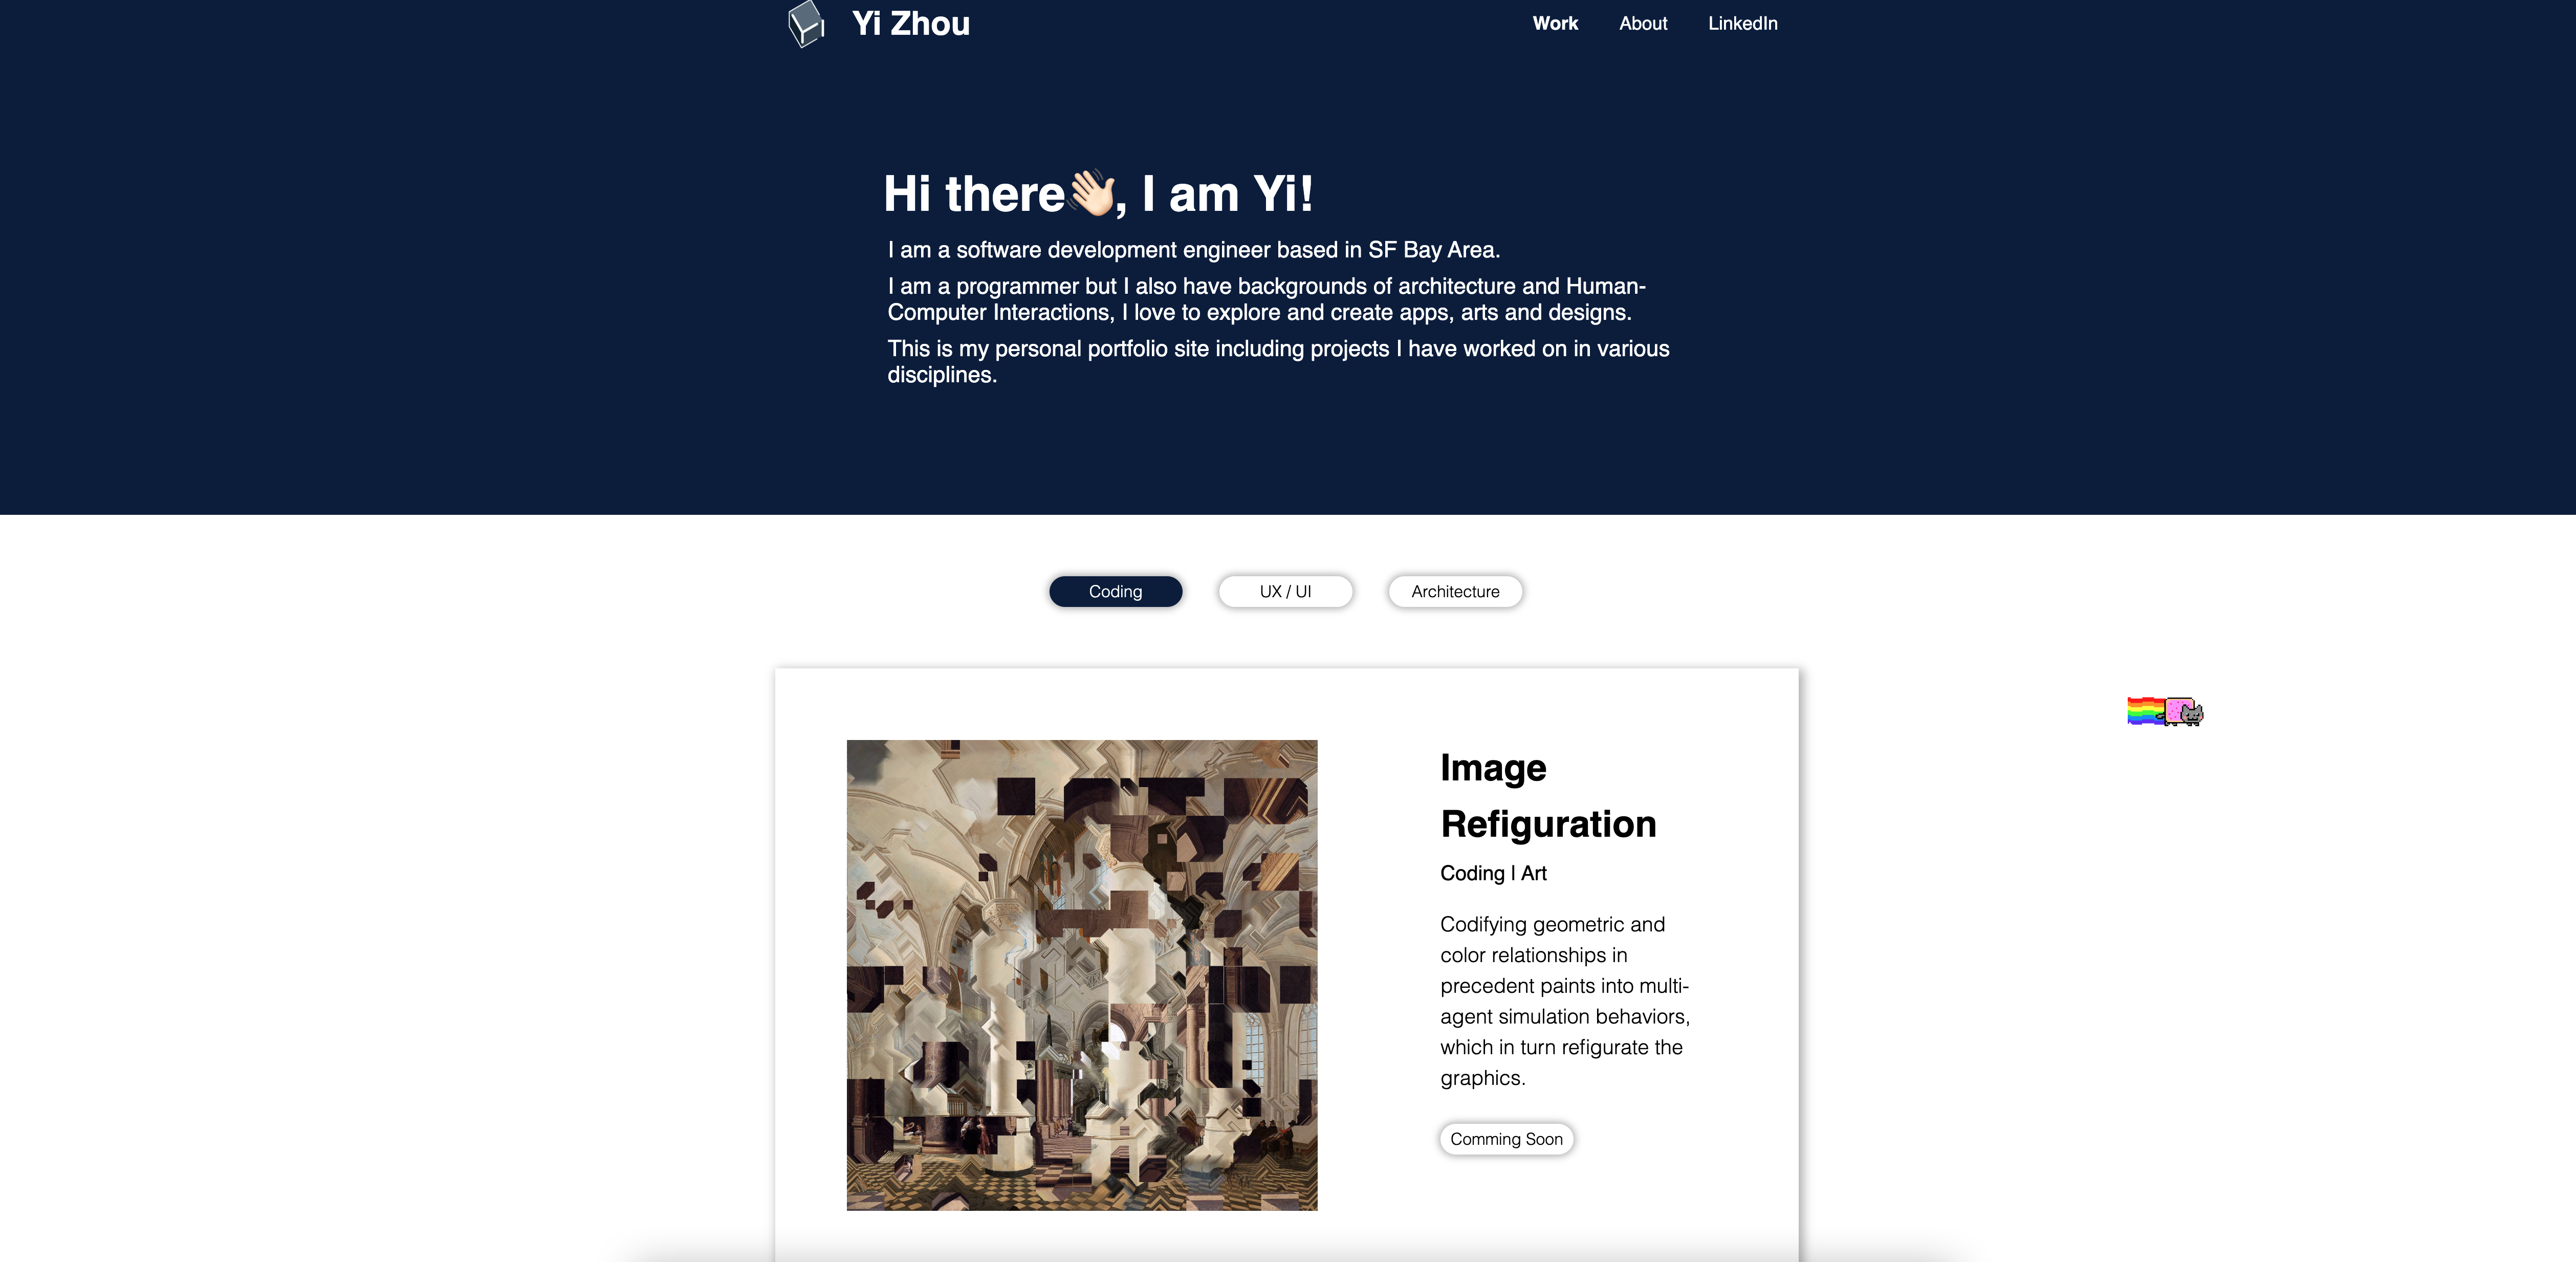 Yi Zhou
Work About LinkedIn
Hi there👋🏻, I am Yi!
I am a software development engineer based in SF Bay Area.
I am a programmer but I also have backgrounds of architecture and Human-
Computer Interactions, I love to explore and create apps, arts and designs.
This is my personal portfolio site including projects I have worked on in various
disciplines.
Coding
UX / UI
Architecture
Image
Refiguration
Coding | Art
Codifying geometric and
color relationships in
precedent paints into multi-
agent simulation behaviors,
which in turn refigurate the
graphics.
Comming Soon